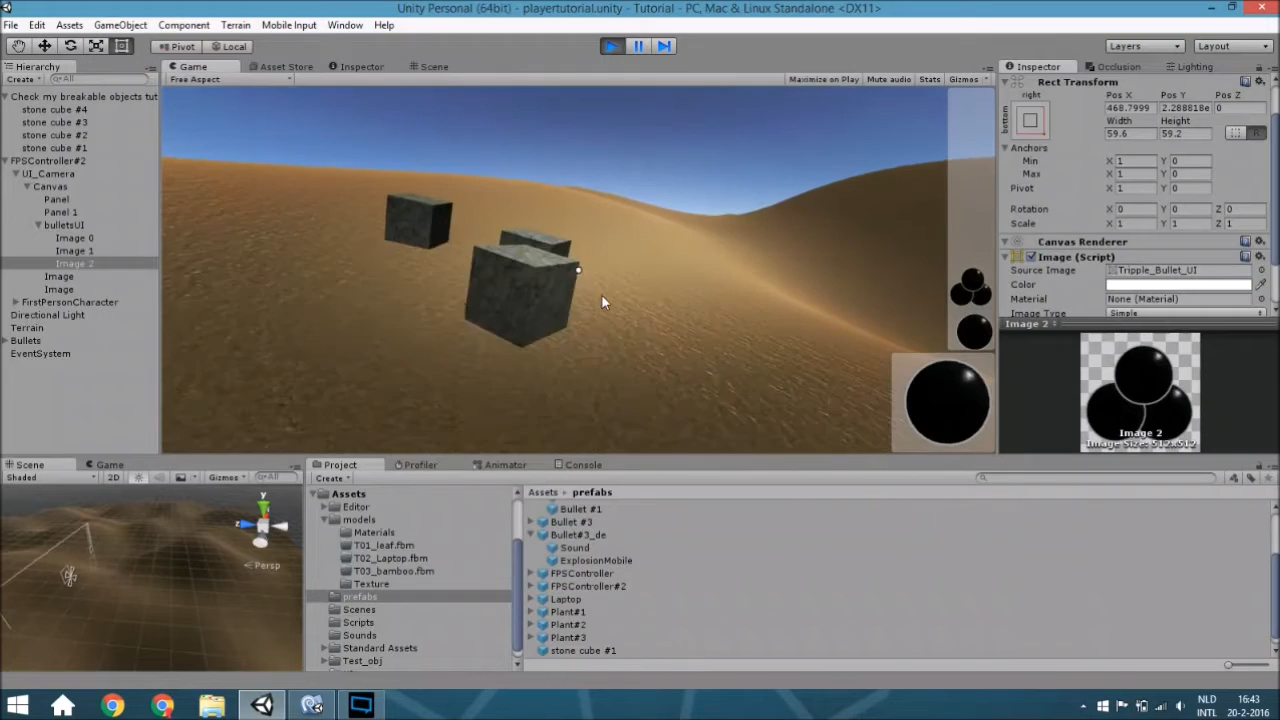 Unity Personal (64bit) - playertutorial.unity - Tutorial - PC, Mac & Linux Standalone <DX11>
File Edit Assets GameObject Component Terrain Mobile Input Window Help
Pivot Local Layers Layout
Hierarchy
Create All
Check my breakable objects tut
stone cube #4
stone cube #3
stone cube #2
stone cube #1
FPSController#2
UI_Camera
Canvas
Panel
Panel 1
bulletsUI
Image 0
Image 1
Image 2
Image
Image
FirstPersonCharacter
Directional Light
Terrain
Bullets
EventSystem
Game Asset Store Inspector Scene
Free Aspect Maximize on Play Mute audio Stats Gizmos
Inspector Occlusion Lighting
Rect Transform
right Pos X Pos Y Pos Z
468.7999 2.288818e 0
bottom
Width Height
59.6 59.2 R
Anchors
Min X 1 Y 0
Max X 1 Y 0
Pivot X 1 Y 0
Rotation X 0 Y 0 Z 0
Scale X 1 Y 1 Z 1
Canvas Renderer
Image (Script)
Source Image Tripple_Bullet_UI
Color
Material None (Material)
Image Type Simple
Image 2
Image 2
Image Size: 512x512
Scene Game
Shaded 2D Gizmos All
y
z
Persp
Project Profiler Animator Console
Create
Assets
Editor
models
Materials
T01_leaf.fbm
T02_Laptop.fbm
T03_bamboo.fbm
Texture
prefabs
Scenes
Scripts
Sounds
Standard Assets
Test_obj
Assets prefabs
Bullet #1
Bullet #3
Bullet#3_de
Sound
ExplosionMobile
FPSController
FPSController#2
Laptop
Plant#1
Plant#2
Plant#3
stone cube #1
NLD 16:43
INTL 20-2-2016